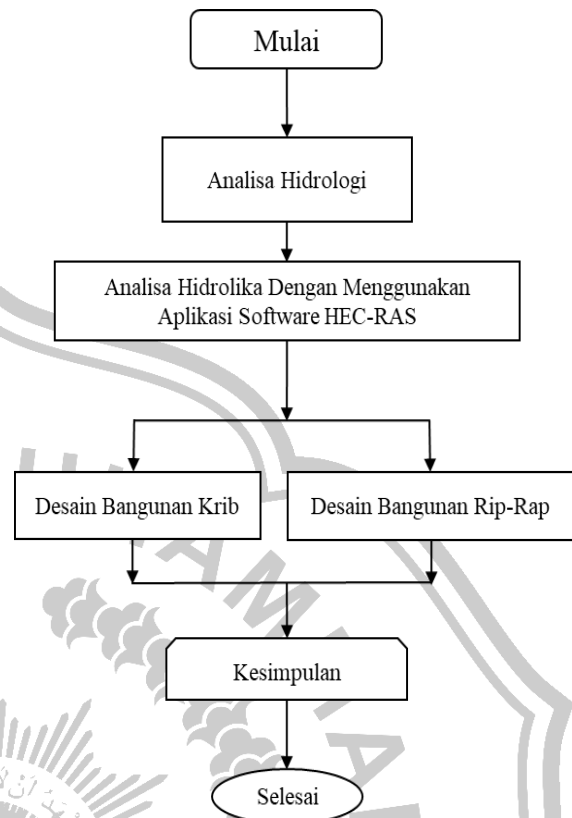 Mulai
Analisa Hidrologi
Analisa Hidrolika Dengan Menggunakan
Aplikasi Software HEC-RAS
Desain Bangunan Krib
Desain Bangunan Rip-Rap
Kesimpulan
Selesai